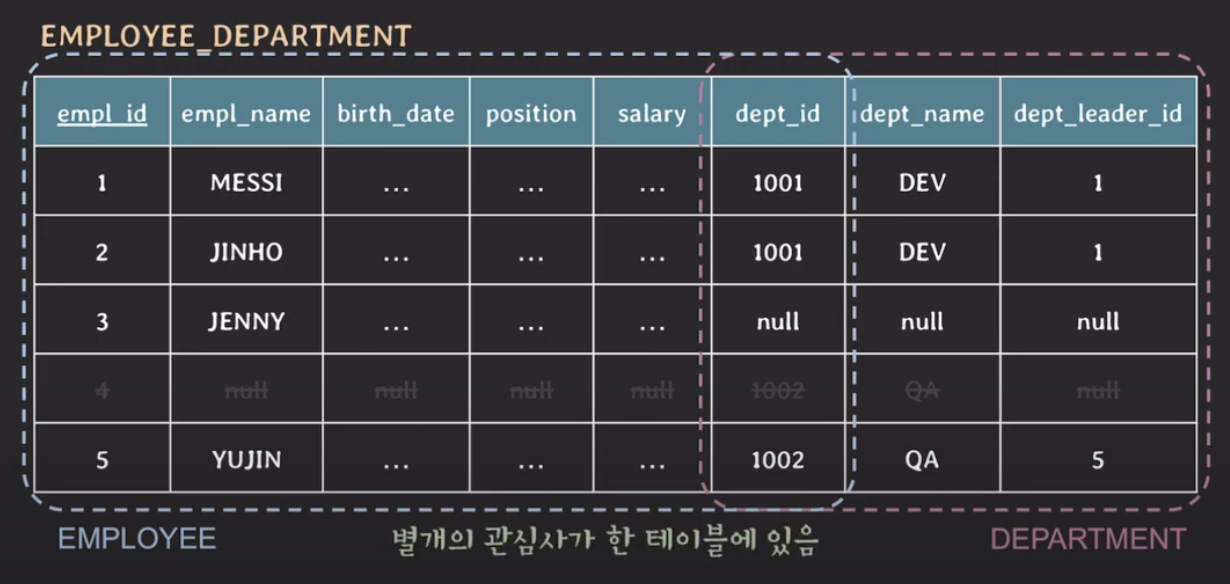 EMPLOYEE_DEPARTMENT
empl_id empl_name birth_date position salary dept_id dept_name dept_leader_id
1 MESSI ... ... ... 1001 DEV 1
2 JINHO ... ... ... 1001 DEV 1
3 JENNY ... ... ... null null null
4 null null null null 1002 QA null
5 YUJIN ... ... ... 1002 QA 5
EMPLOYEE 별개의 관심사가 한 테이블에 있음 DEPARTMENT